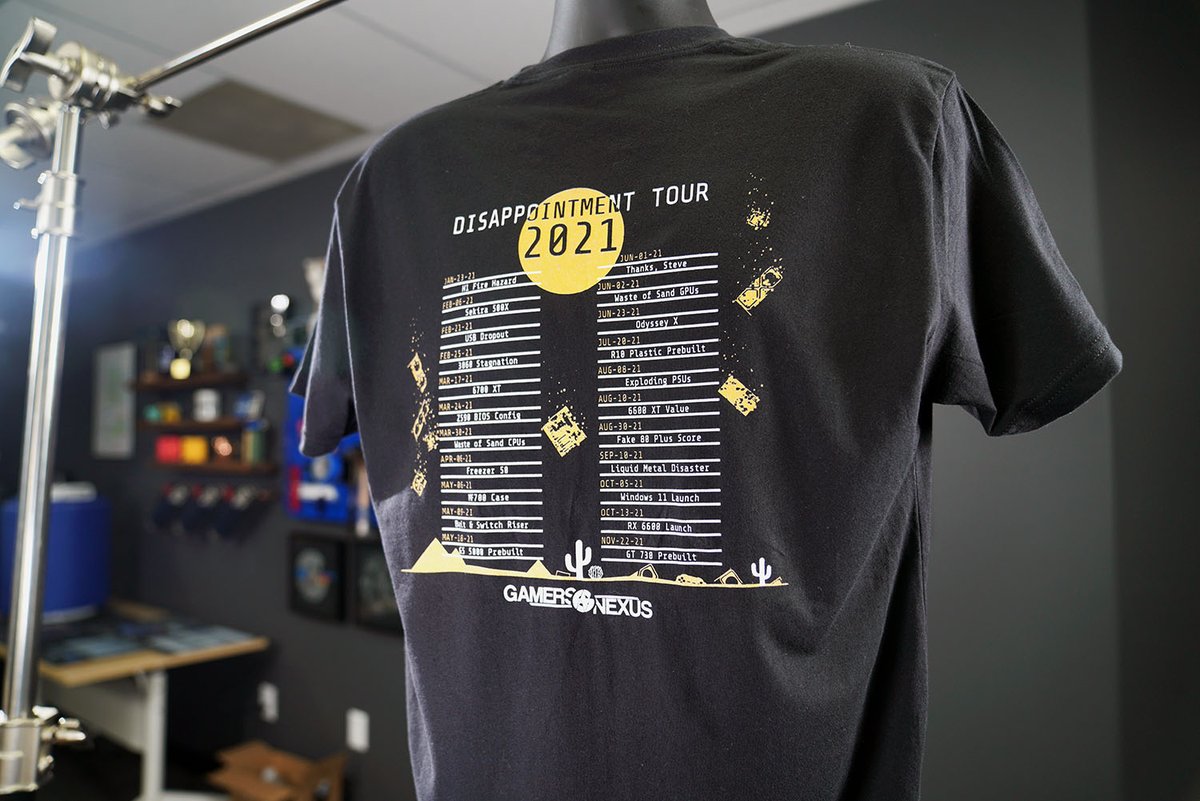 DISAPPOINTMENT TOUR
2021
JAN-23-21
H1 Fire Hazard
FEB-06-21
Sekira 500X
FEB-21-21
USB Dropout
FEB-25-21
3060 Stagnation
MAR-17-21
6700 XT
MAR-24-21
Z590 BIOS Config
MAR-30-21
Waste of Sand CPUs
APR-06-21
Freezer 50
MAY-06-21
Case
MAY-09-21
Bait & Switch Riser
MAY-18-21
G5 5000 Prebuilt
JUN-01-21
Thanks, Steve
JUN-02-21
Waste of Sand GPUs
JUN-23-21
Odyssey X
JUL-20-21
R10 Plastic Prebuilt
AUG-08-21
Exploding PSUs
AUG-10-21
6600 XT Value
AUG-30-21
Fake 80 Plus Score
SEP-10-21
Liquid Metal Disaster
OCT-05-21
Windows 11 Launch
OCT-13-21
RX 6600 Launch
NOV-22-21
GT 730 Prebuilt
GAMERS NEXUS